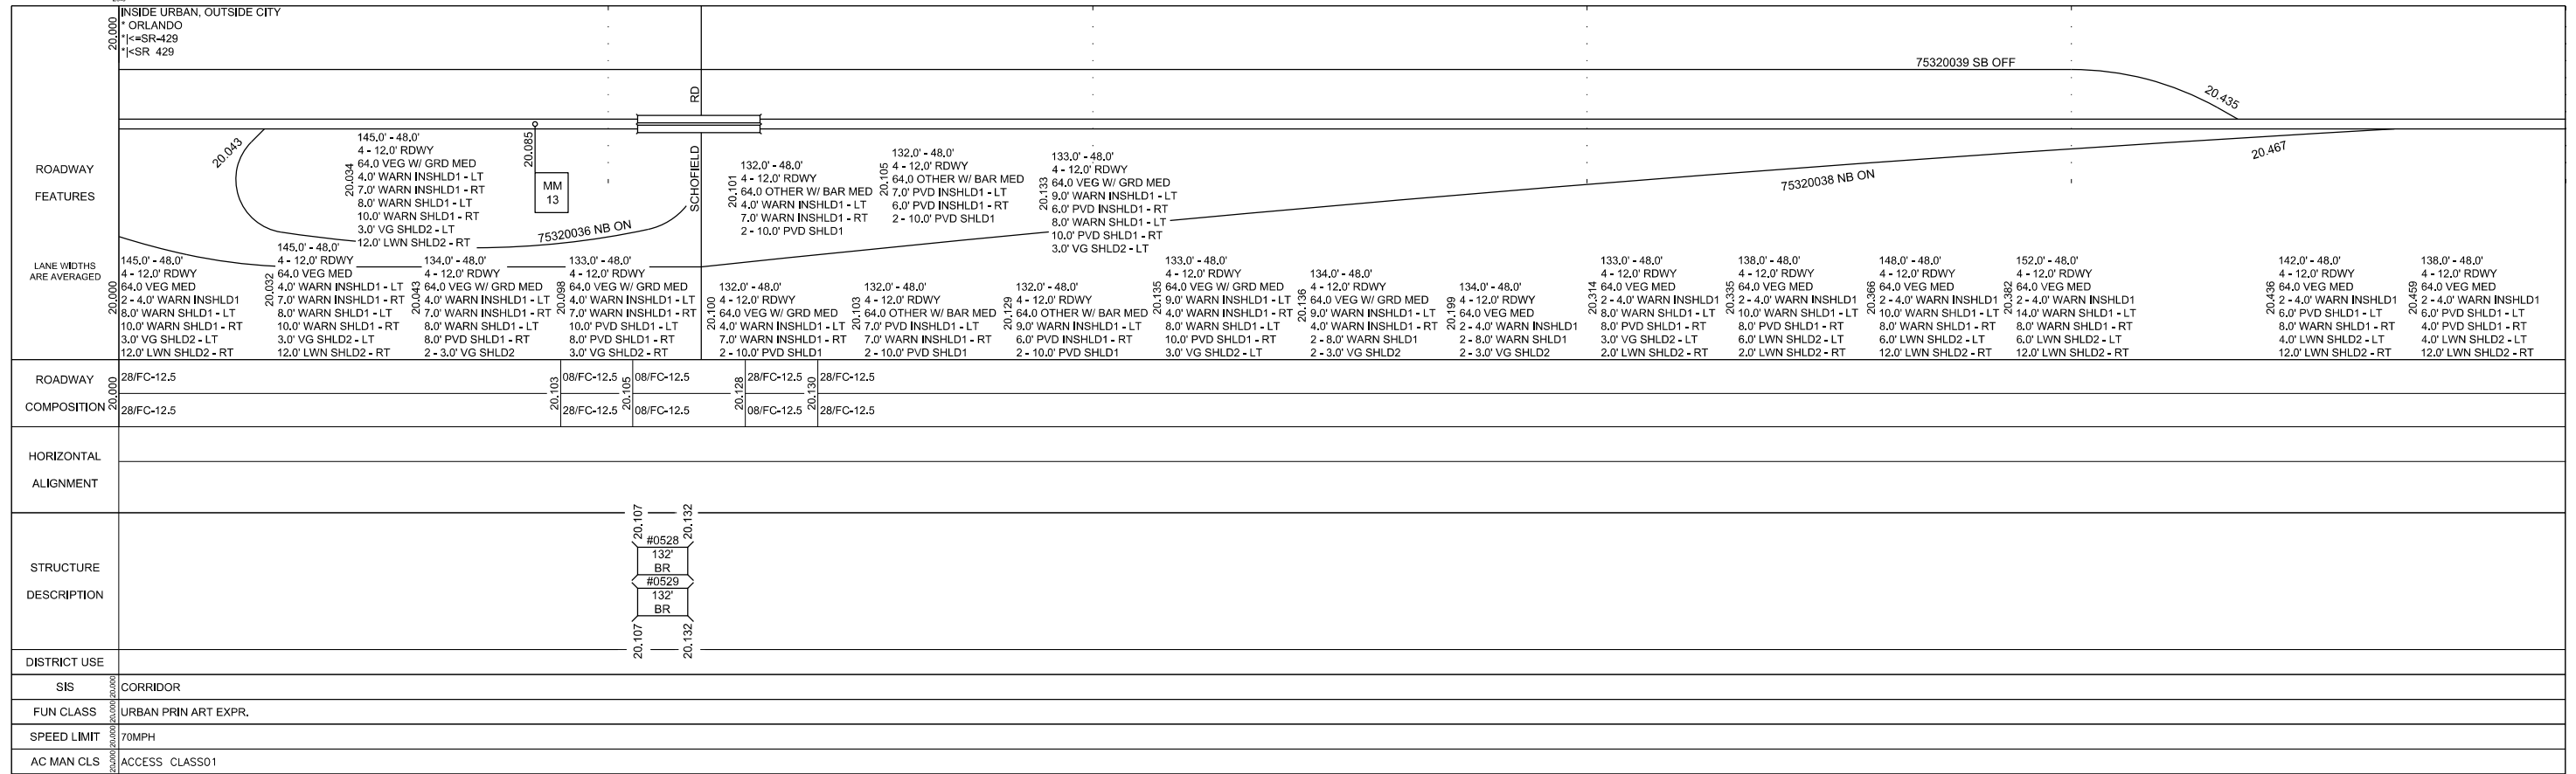 INSIDE URBAN, OUTSIDE CITY
* ORLANDO
*|<=SR-429
*|<SR 429
20.000
ROADWAY
FEATURES
LANE WIDTHS
ARE AVERAGED
RD
SCHOFIELD
75320039 SB OFF
20.435
20.043
20.085
MM
13
75320036 NB ON
75320038 NB ON
20.467
20.034
145.0' - 48.0'
4 - 12.0' RDWY
64.0 VEG W/ GRD MED
4.0' WARN INSHLD1 - LT
7.0' WARN INSHLD1 - RT
8.0' WARN SHLD1 - LT
10.0' WARN SHLD1 - RT
3.0' VG SHLD2 - LT
12.0' LWN SHLD2 - RT
20.101
132.0' - 48.0'
4 - 12.0' RDWY
64.0 OTHER W/ BAR MED
4.0' WARN INSHLD1 - LT
7.0' WARN INSHLD1 - RT
2 - 10.0' PVD SHLD1
20.105
132.0' - 48.0'
4 - 12.0' RDWY
64.0 OTHER W/ BAR MED
7.0' PVD INSHLD1 - LT
6.0' PVD INSHLD1 - RT
2 - 10.0' PVD SHLD1
20.133
133.0' - 48.0'
4 - 12.0' RDWY
64.0 VEG W/ GRD MED
9.0' WARN INSHLD1 - LT
6.0' PVD INSHLD1 - RT
8.0' WARN SHLD1 - LT
10.0' PVD SHLD1 - RT
3.0' VG SHLD2 - LT
20.000
145.0' - 48.0'
4 - 12.0' RDWY
64.0 VEG MED
2 - 4.0' WARN INSHLD1
8.0' WARN SHLD1 - LT
10.0' WARN SHLD1 - RT
3.0' VG SHLD2 - LT
12.0' LWN SHLD2 - RT
20.032
145.0' - 48.0'
4 - 12.0' RDWY
64.0 VEG MED
4.0' WARN INSHLD1 - LT
7.0' WARN INSHLD1 - RT
8.0' WARN SHLD1 - LT
10.0' WARN SHLD1 - RT
3.0' VG SHLD2 - LT
12.0' LWN SHLD2 - RT
20.043
134.0' - 48.0'
4 - 12.0' RDWY
64.0 VEG W/ GRD MED
4.0' WARN INSHLD1 - LT
7.0' WARN INSHLD1 - RT
8.0' WARN SHLD1 - LT
8.0' PVD SHLD1 - RT
2 - 3.0' VG SHLD2
20.098
133.0' - 48.0'
4 - 12.0' RDWY
64.0 VEG W/ GRD MED
4.0' WARN INSHLD1 - LT
7.0' WARN INSHLD1 - RT
10.0' PVD SHLD1 - LT
8.0' PVD SHLD1 - RT
3.0' VG SHLD2 - RT
20.100
132.0' - 48.0'
4 - 12.0' RDWY
64.0 VEG W/ GRD MED
4.0' WARN INSHLD1 - LT
7.0' WARN INSHLD1 - RT
2 - 10.0' PVD SHLD1
20.103
132.0' - 48.0'
4 - 12.0' RDWY
64.0 OTHER W/ BAR MED
7.0' PVD INSHLD1 - LT
7.0' WARN INSHLD1 - RT
2 - 10.0' PVD SHLD1
20.129
132.0' - 48.0'
4 - 12.0' RDWY
64.0 OTHER W/ BAR MED
9.0' WARN INSHLD1 - LT
6.0' PVD INSHLD1 - RT
2 - 10.0' PVD SHLD1
20.135
133.0' - 48.0'
4 - 12.0' RDWY
64.0 VEG W/ GRD MED
9.0' WARN INSHLD1 - LT
4.0' WARN INSHLD1 - RT
8.0' WARN SHLD1 - LT
10.0' PVD SHLD1 - RT
3.0' VG SHLD2 - LT
20.136
134.0' - 48.0'
4 - 12.0' RDWY
64.0 VEG W/ GRD MED
9.0' WARN INSHLD1 - LT
4.0' WARN INSHLD1 - RT
2 - 8.0' WARN SHLD1
2 - 3.0' VG SHLD2
20.199
134.0' - 48.0'
4 - 12.0' RDWY
64.0 VEG MED
2 - 4.0' WARN INSHLD1
2 - 8.0' WARN SHLD1
2 - 3.0' VG SHLD2
20.314
133.0' - 48.0'
4 - 12.0' RDWY
64.0 VEG MED
2 - 4.0' WARN INSHLD1
8.0' WARN SHLD1 - LT
8.0' PVD SHLD1 - RT
3.0' VG SHLD2 - LT
2.0' LWN SHLD2 - RT
20.335
138.0' - 48.0'
4 - 12.0' RDWY
64.0 VEG MED
2 - 4.0' WARN INSHLD1
10.0' WARN SHLD1 - LT
8.0' PVD SHLD1 - RT
6.0' LWN SHLD2 - LT
2.0' LWN SHLD2 - RT
20.366
148.0' - 48.0'
4 - 12.0' RDWY
64.0 VEG MED
2 - 4.0' WARN INSHLD1
10.0' WARN SHLD1 - LT
8.0' WARN SHLD1 - RT
6.0' LWN SHLD2 - LT
12.0' LWN SHLD2 - RT
20.382
152.0' - 48.0'
4 - 12.0' RDWY
64.0 VEG MED
2 - 4.0' WARN INSHLD1
14.0' WARN SHLD1 - LT
8.0' WARN SHLD1 - RT
6.0' LWN SHLD2 - LT
12.0' LWN SHLD2 - RT
20.436
142.0' - 48.0'
4 - 12.0' RDWY
64.0 VEG MED
2 - 4.0' WARN INSHLD1
6.0' PVD SHLD1 - LT
8.0' WARN SHLD1 - RT
4.0' LWN SHLD2 - LT
12.0' LWN SHLD2 - RT
20.459
138.0' - 48.0'
4 - 12.0' RDWY
64.0 VEG MED
2 - 4.0' WARN INSHLD1
6.0' PVD SHLD1 - LT
4.0' PVD SHLD1 - RT
4.0' LWN SHLD2 - LT
12.0' LWN SHLD2 - RT
ROADWAY
COMPOSITION
20.000
28/FC-12.5
28/FC-12.5
20.103
08/FC-12.5
28/FC-12.5
20.105
08/FC-12.5
08/FC-12.5
20.128
28/FC-12.5
08/FC-12.5
20.130
28/FC-12.5
28/FC-12.5
HORIZONTAL
ALIGNMENT
STRUCTURE
DESCRIPTION
20.107
20.132
#0528
132'
BR
#0529
132'
BR
20.107
20.132
DISTRICT USE
SIS
20.000
CORRIDOR
FUN CLASS
20.000
URBAN PRIN ART EXPR.
SPEED LIMIT
20.000
70MPH
AC MAN CLS
20.000
ACCESS CLASS01